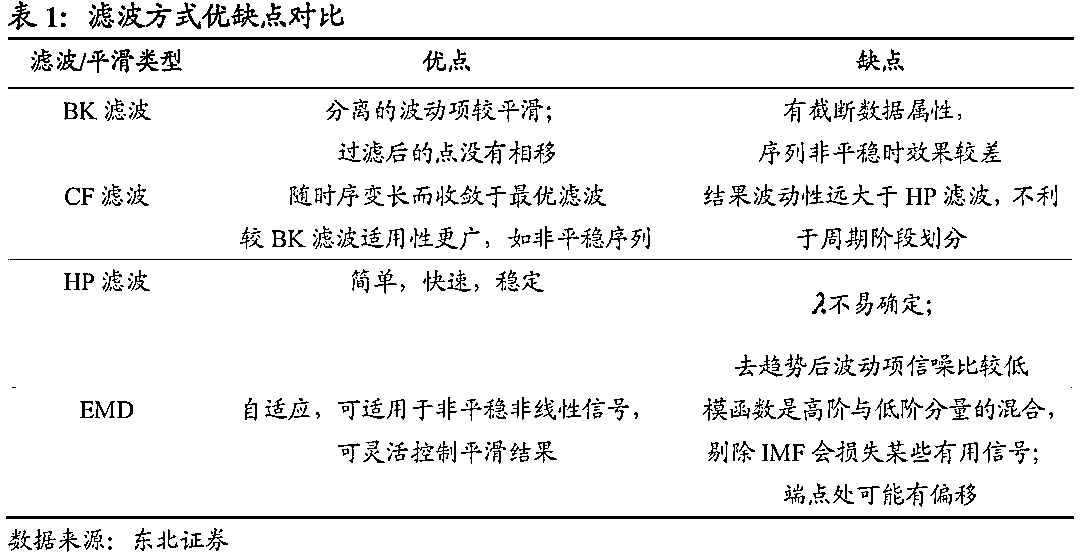 表 1：滤波方式优缺点对比
滤波/平滑类型 优点 缺点
BK 滤波 分离的波动项较平滑； 有截断数据属性，
过滤后的点没有相移 序列非平稳时效果较差
CF 滤波 随时序变长而收敛于最优滤波 结果波动性远大于 HP 滤波，不利
较 BK 滤波适用性更广，如非平稳序列 于周期阶段划分
HP 滤波 简单，快速，稳定
λ不易确定；
去趋势后波动项信噪比较低
EMD 自适应，可适用于非平稳非线性信号， 模函数是高阶与低阶分量的混合，
可灵活控制平滑结果 剔除 IMF 会损失某些有用信号；
端点处可能有偏移
数据来源：东北证券